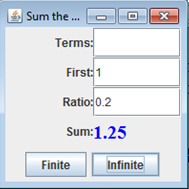 Sum the ...
Terms:
First: 1
Ratio: 0.2
Sum: 1.25
Finite Infinite